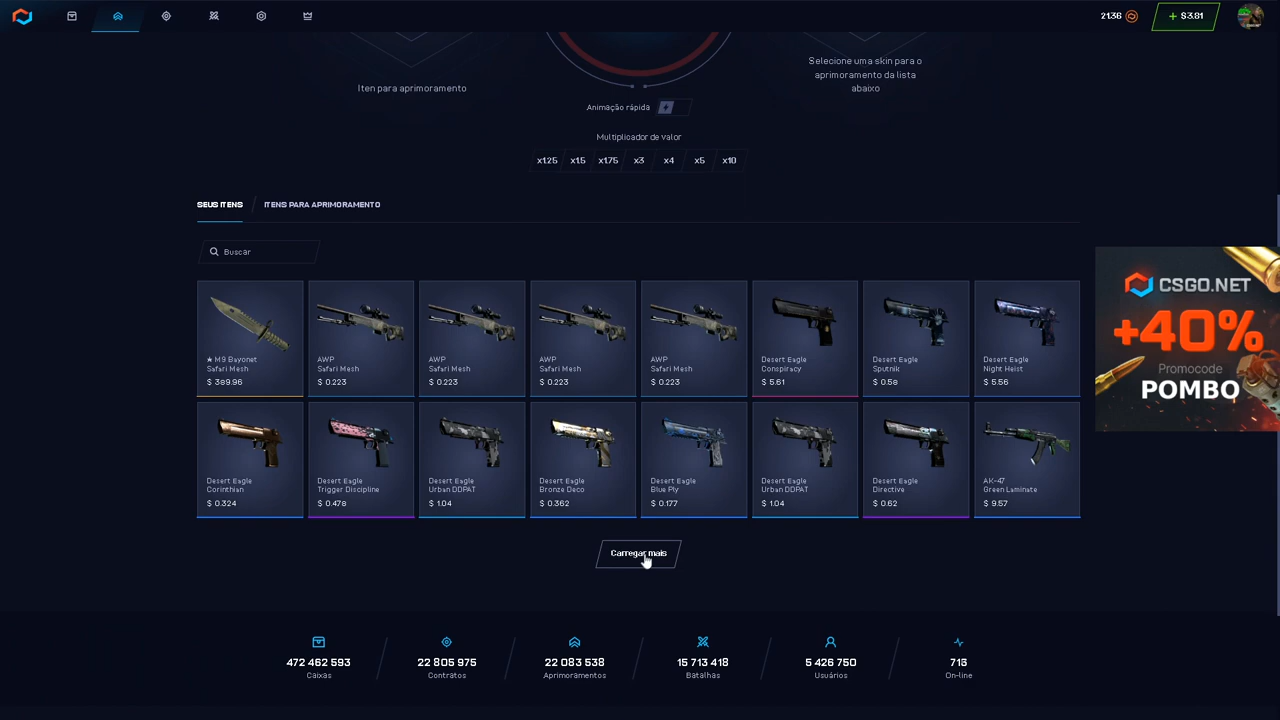 21.36
+ $3.81
Iten para aprimoramento
Selecione uma skin para o
aprimoramento da lista
abaixo
Animação rápida
Multiplicador de valor
x1.25 x1.5 x1.75 x3 x4 x5 x10
SEUS ITENS / ITENS PARA APRIMORAMENTO
Buscar
★ M9 Bayonet
Safari Mesh
$ 389.96
AWP
Safari Mesh
$ 0.223
AWP
Safari Mesh
$ 0.223
AWP
Safari Mesh
$ 0.223
AWP
Safari Mesh
$ 0.223
Desert Eagle
Conspiracy
$ 5.61
Desert Eagle
Sputnik
$ 0.58
Desert Eagle
Night Heist
$ 5.56
Desert Eagle
Corinthian
$ 0.324
Desert Eagle
Trigger Discipline
$ 0.478
Desert Eagle
Urban DDPAT
$ 1.04
Desert Eagle
Bronze Deco
$ 0.362
Desert Eagle
Blue Ply
$ 0.177
Desert Eagle
Urban DDPAT
$ 1.04
Desert Eagle
Directive
$ 0.62
AK-47
Green Laminate
$ 9.57
CSGO.NET
+40%
Promocode
POMBO
Carregar mais
472 462 593
Caixas
22 805 975
Contratos
22 083 538
Aprimoramentos
15 713 418
Batalhas
5 426 750
Usuários
716
On-line